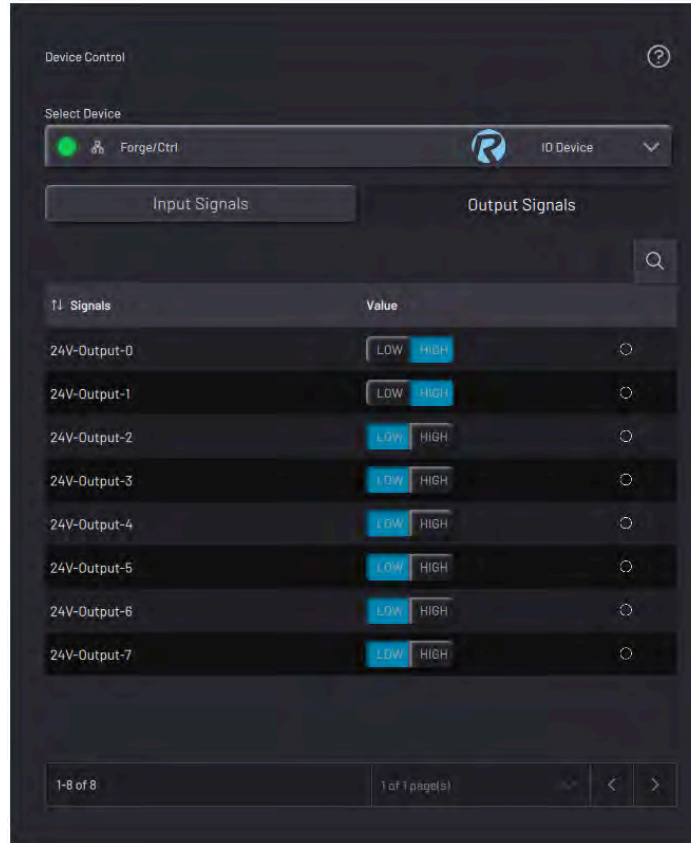 Device Control
Select Device
Forge/Ctrl IO Device
Input Signals Output Signals
Signals Value
24V-Output-0 LOW HIGH
24V-Output-1 LOW HIGH
24V-Output-2 LOW HIGH
24V-Output-3 LOW HIGH
24V-Output-4 LOW HIGH
24V-Output-5 LOW HIGH
24V-Output-6 LOW HIGH
24V-Output-7 LOW HIGH
1-8 of 8 1 of 1 page(s)